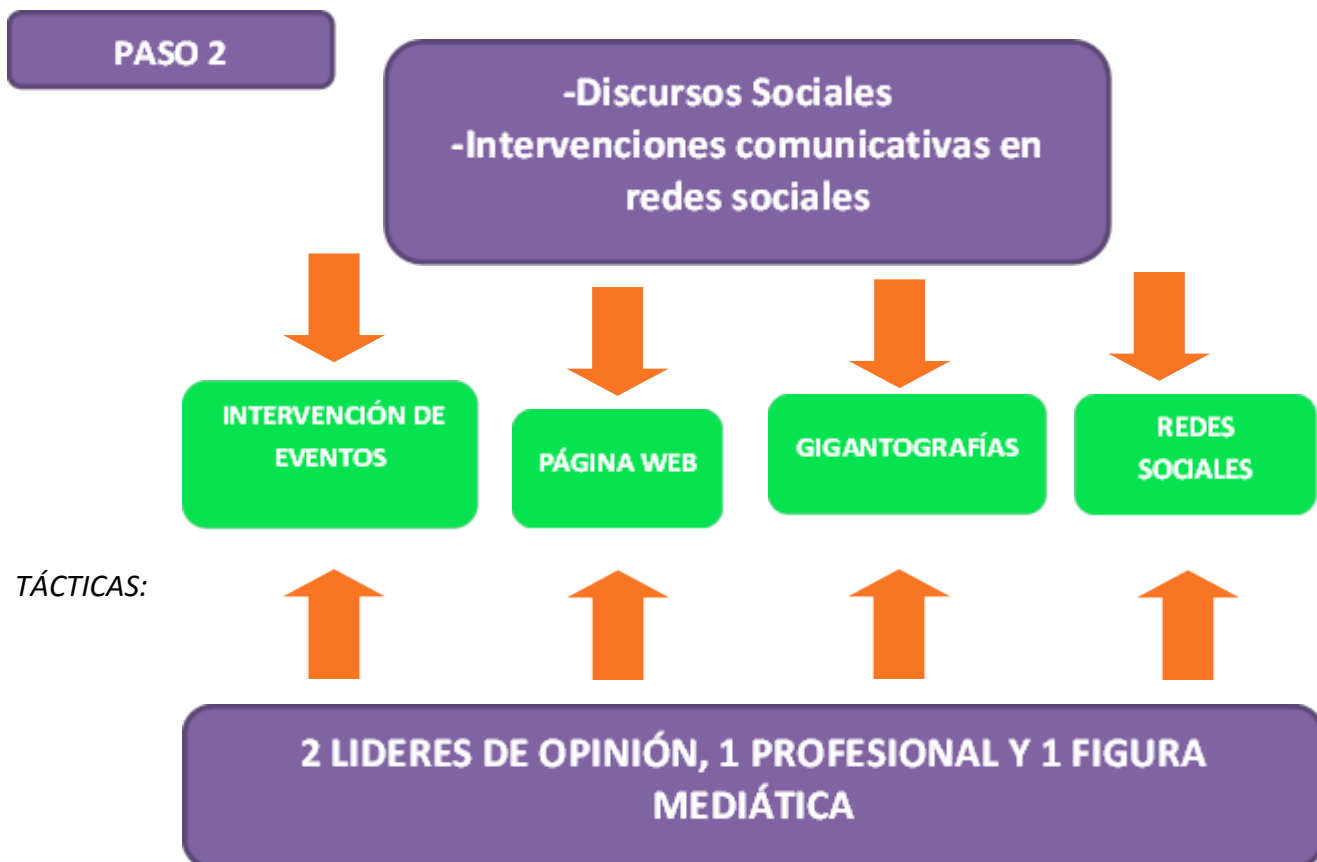 PASO 2
-Discursos Sociales
-Intervenciones comunicativas en
redes sociales
INTERVENCIÓN DE
EVENTOS
PÁGINA WEB
GIGANTOGRAFÍAS
REDES
SOCIALES
TÁCTICAS:
2 LIDERES DE OPINIÓN, 1 PROFESIONAL Y 1 FIGURA
MEDIÁTICA